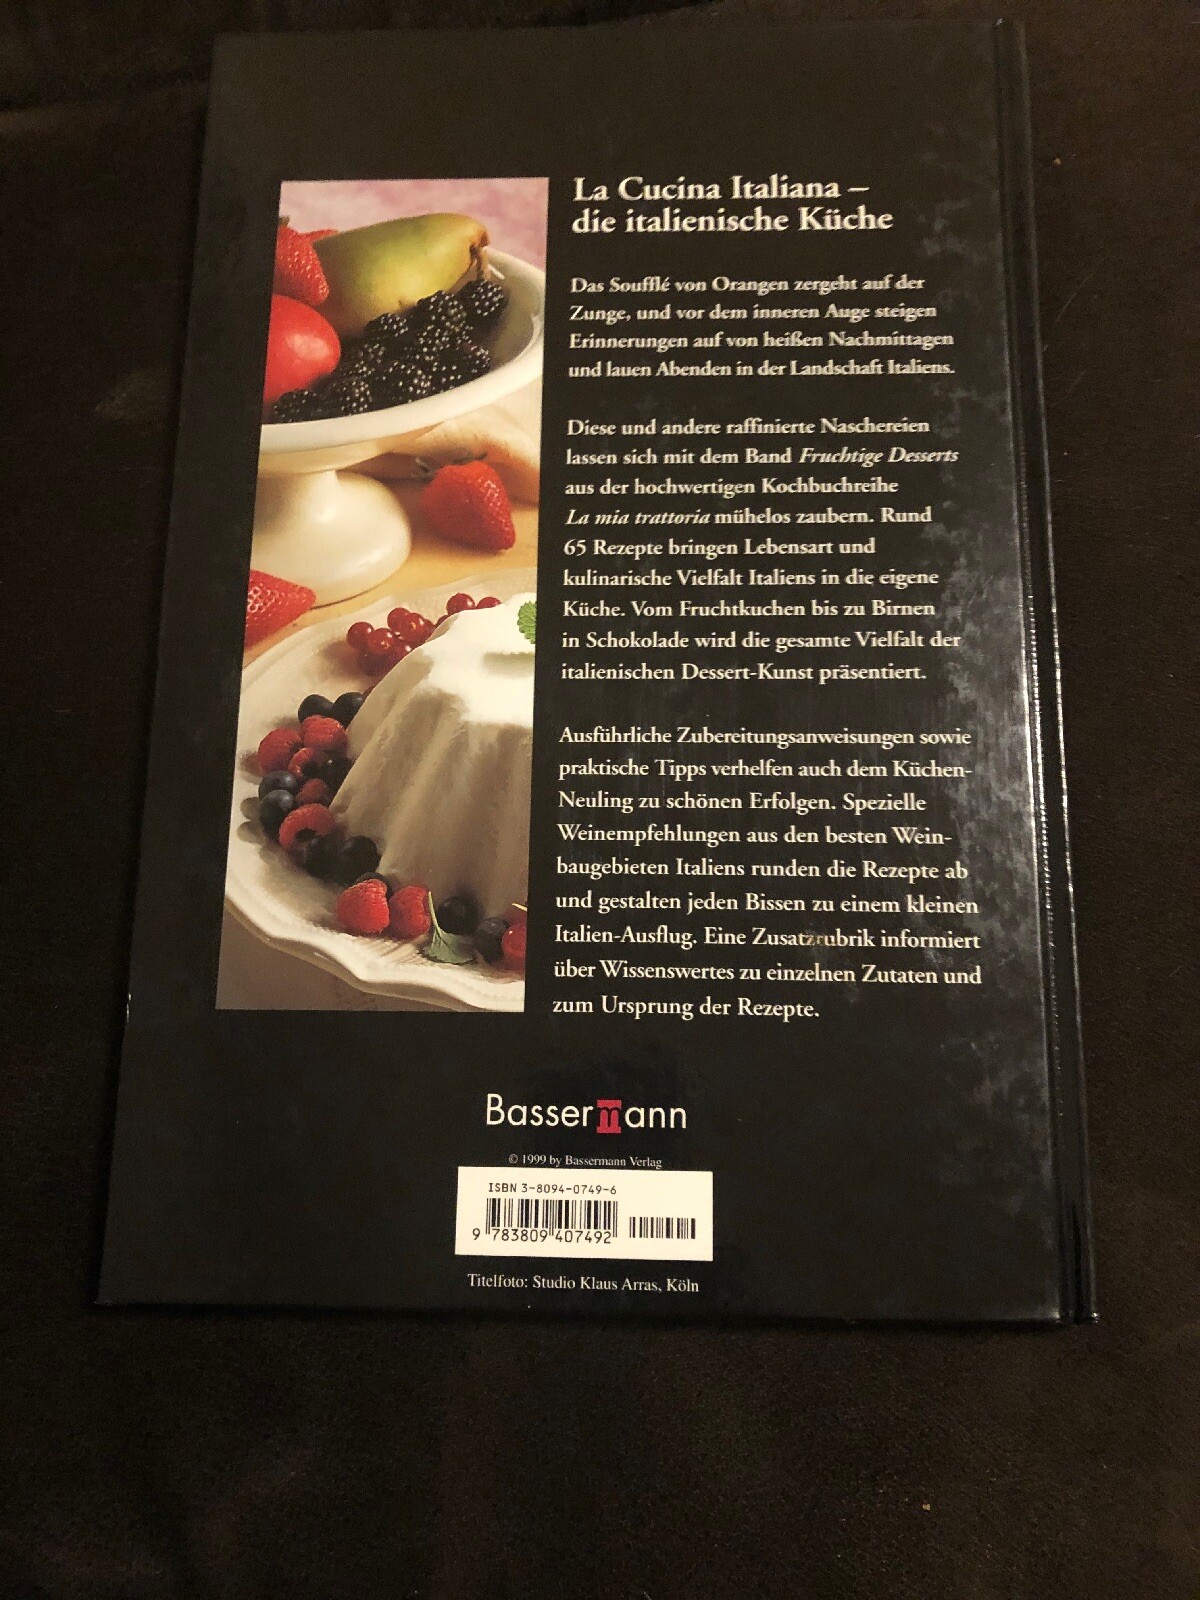 La Cucina Italiana –
die italienische Küche
Das Soufflé von Orangen zergeht auf der
Zunge, und vor dem inneren Auge steigen
Erinnerungen auf von heißen Nachmittagen
und lauen Abenden in der Landschaft Italiens.
Diese und andere raffinierte Naschereien
lassen sich mit dem Band Fruchtige Desserts
aus der hochwertigen Kochbuchreihe
La mia trattoria mühelos zaubern. Rund
65 Rezepte bringen Lebensart und
kulinarische Vielfalt Italiens in die eigene
Küche. Vom Fruchtkuchen bis zu Birnen
in Schokolade wird die gesamte Vielfalt der
italienischen Dessert-Kunst präsentiert.
Ausführliche Zubereitungsanweisungen sowie
praktische Tipps verhelfen auch dem Küchen-
Neuling zu schönen Erfolgen. Spezielle
Weinempfehlungen aus den besten Wein-
baugebieten Italiens runden die Rezepte ab
und gestalten jeden Bissen zu einem kleinen
Italien-Ausflug. Eine Zusatzrubrik informiert
über Wissenswertes zu einzelnen Zutaten und
zum Ursprung der Rezepte.
Bassermann
© 1999 by Bassermann Verlag
ISBN 3-8094-0749-6
9 783809 407492
Titelfoto: Studio Klaus Arras, Köln